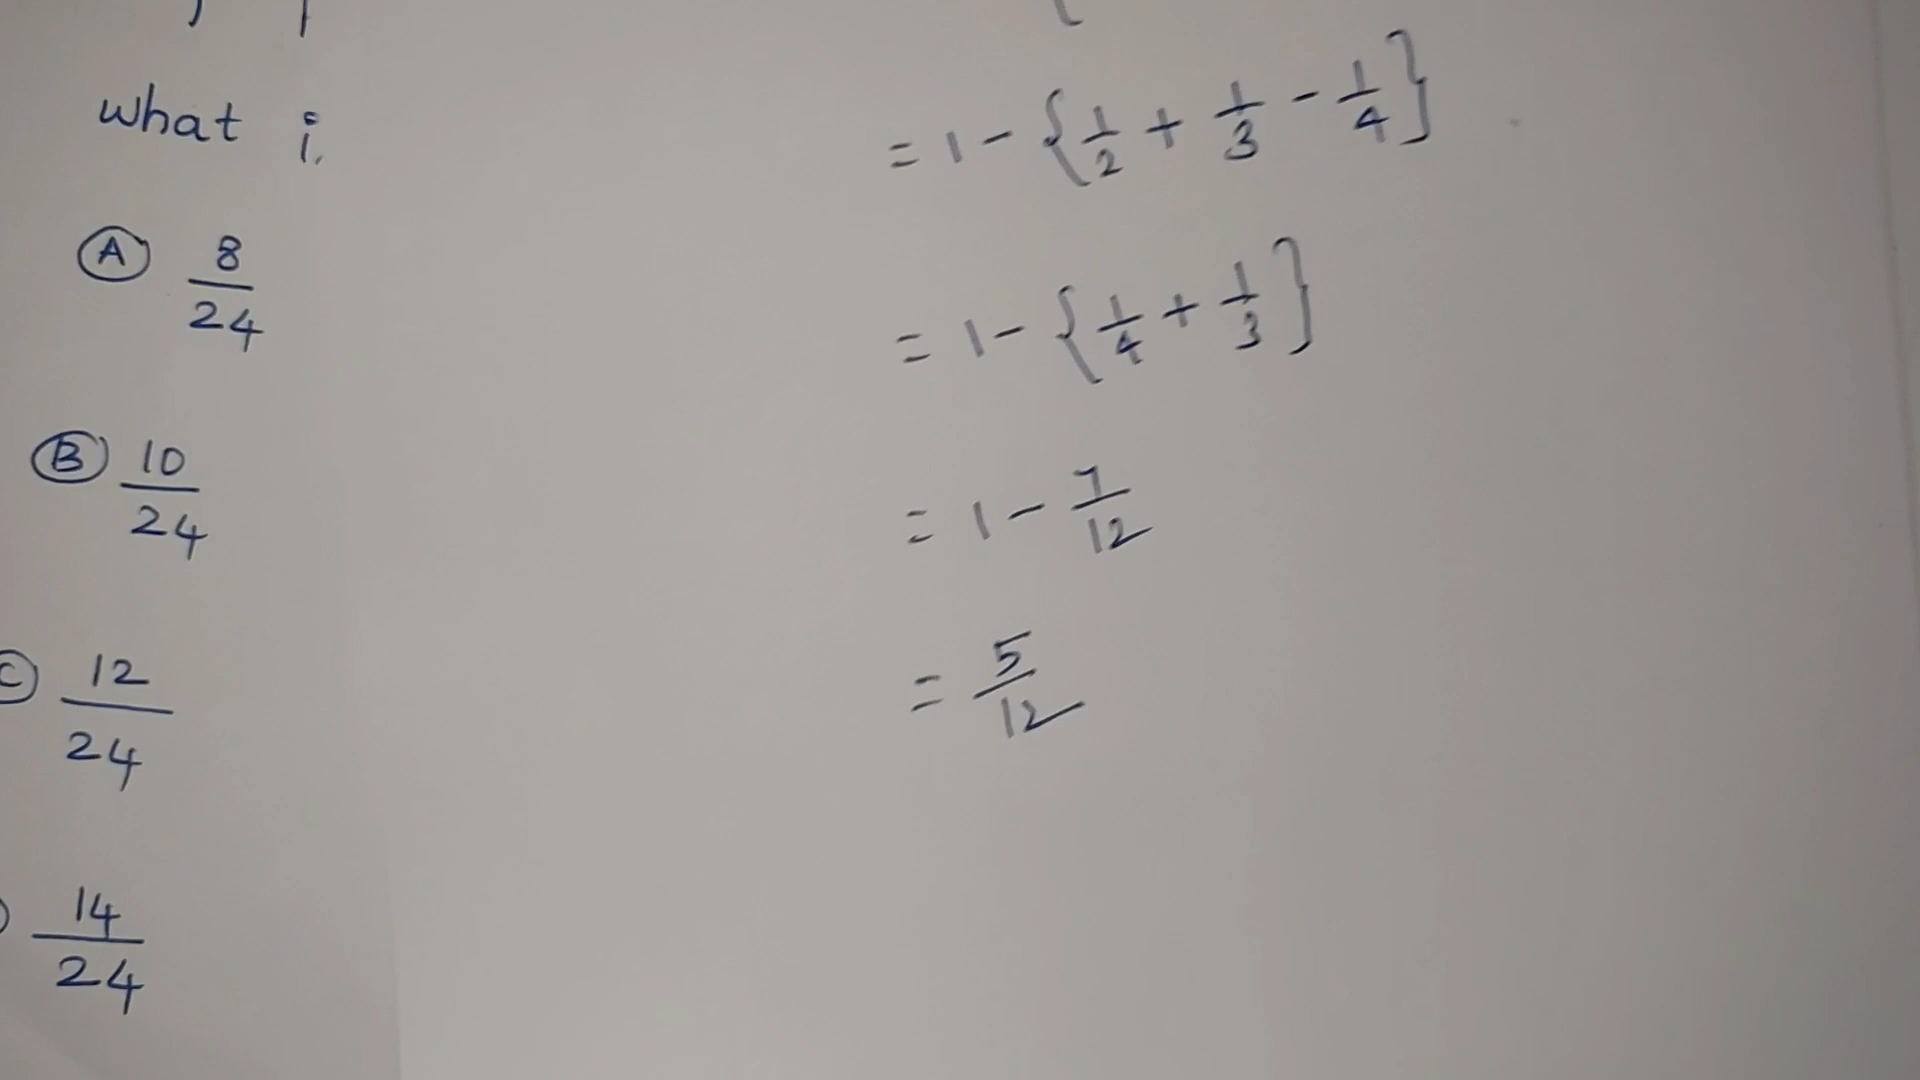 what i
A 8/24
B 10/24
C 12/24
14/24
= 1 - {1/2 + 1/3 - 1/4}
= 1 - {1/4 + 1/3}
= 1 - 7/12
= 5/12